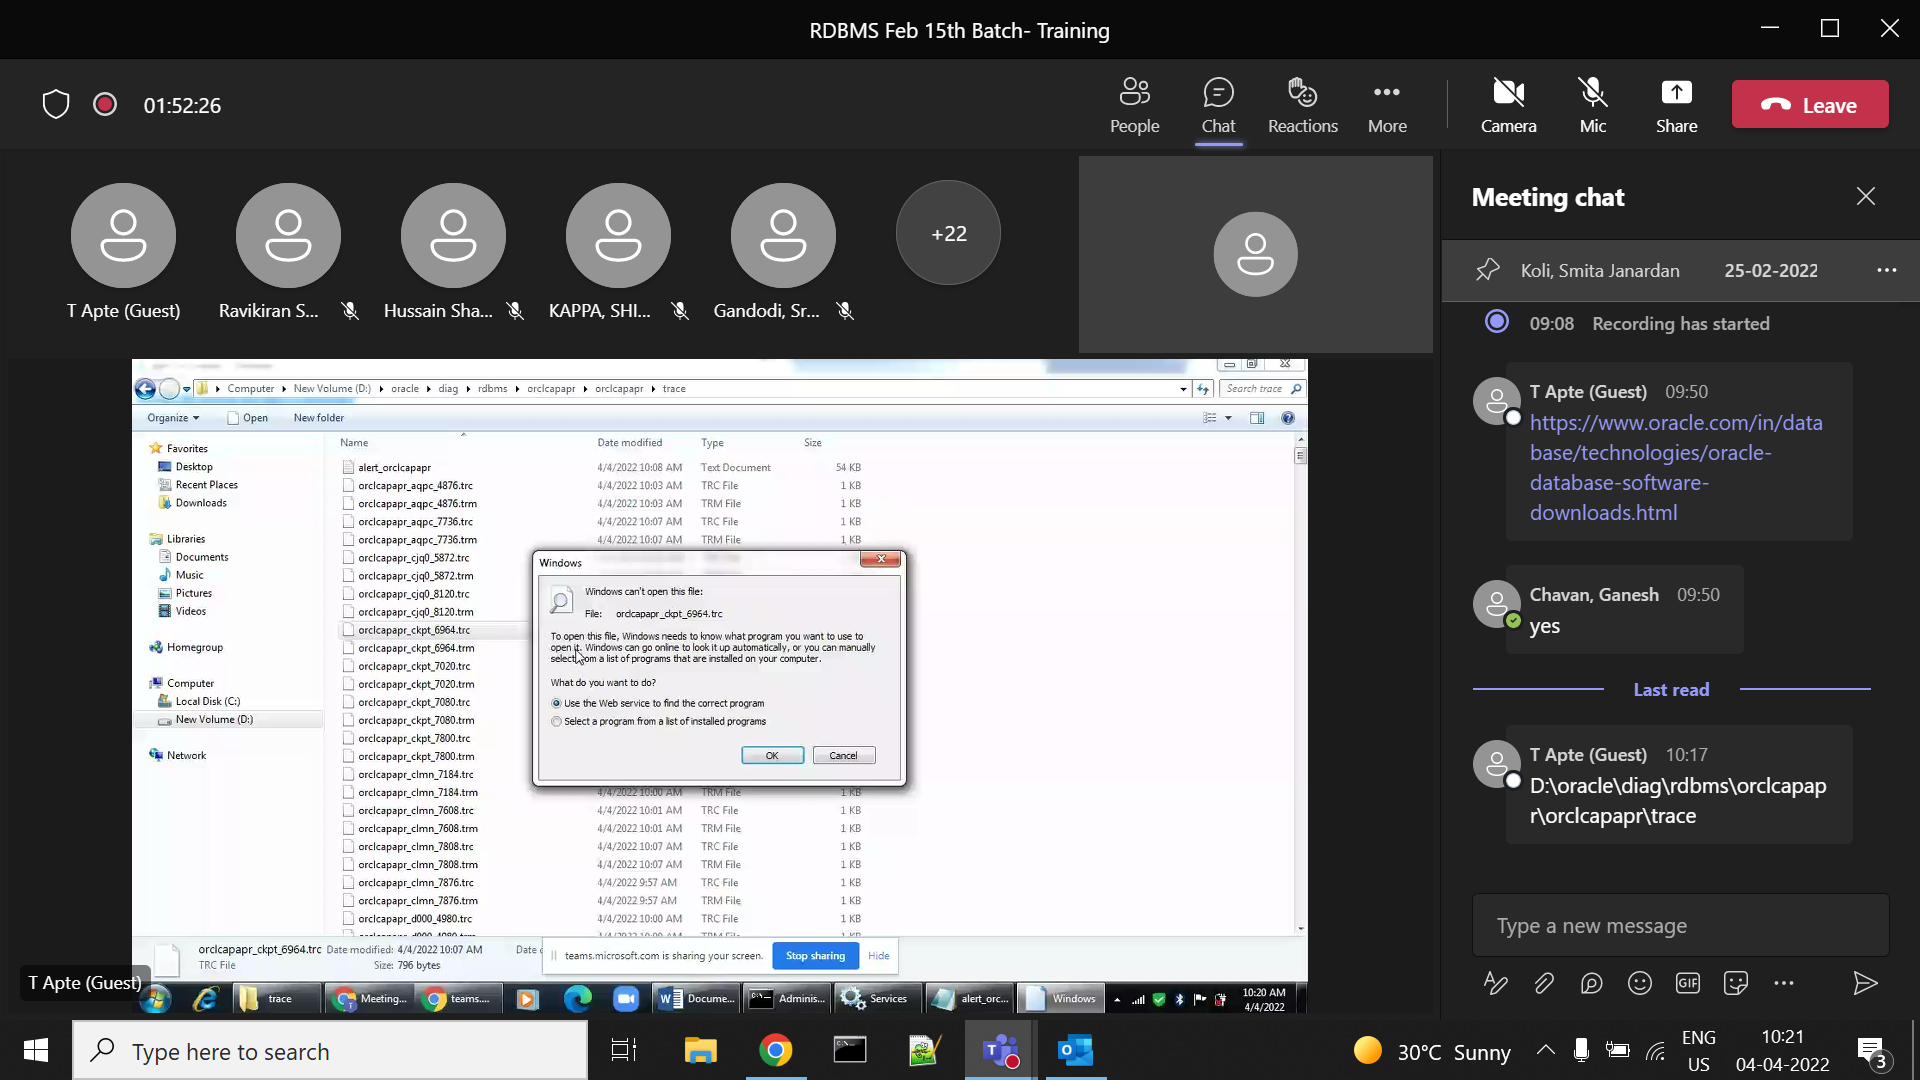 RDBMS Feb 15th Batch- Training
01:52:26
People
Chat
Reactions
More
Camera
Mic
Share
Leave
T Apte (Guest)
Ravikiran S...
Hussain Sha...
KAPPA, SHI...
Gandodi, Sr...
+22
Computer
New Volume (D:)
oracle
diag
rdbms
orclcapapr
orclcapapr
trace
Search trace
Organize
Open
New folder
Favorites
Desktop
Recent Places
Downloads
Libraries
Documents
Music
Pictures
Videos
Homegroup
Computer
Local Disk (C:)
New Volume (D:)
Network
Name Date modified Type Size
alert_orclcapapr 4/4/2022 10:08 AM Text Document 54 KB
orclcapapr_aqpc_4876.trc 4/4/2022 10:03 AM TRC File 1 KB
orclcapapr_aqpc_4876.trm 4/4/2022 10:03 AM TRM File 1 KB
orclcapapr_aqpc_7736.trc 4/4/2022 10:07 AM TRC File 1 KB
orclcapapr_aqpc_7736.trm 4/4/2022 10:07 AM TRM File 1 KB
orclcapapr_cjq0_5872.trc
orclcapapr_cjq0_5872.trm
orclcapapr_cjq0_8120.trc
orclcapapr_cjq0_8120.trm
orclcapapr_ckpt_6964.trc
orclcapapr_ckpt_6964.trm
orclcapapr_ckpt_7020.trc
orclcapapr_ckpt_7020.trm
orclcapapr_ckpt_7080.trc
orclcapapr_ckpt_7080.trm
orclcapapr_ckpt_7800.trc
orclcapapr_ckpt_7800.trm
orclcapapr_clmn_7184.trc
orclcapapr_clmn_7184.trm 4/4/2022 10:00 AM TRM File 1 KB
orclcapapr_clmn_7608.trc 4/4/2022 10:01 AM TRC File 1 KB
orclcapapr_clmn_7608.trm 4/4/2022 10:01 AM TRM File 1 KB
orclcapapr_clmn_7808.trc 4/4/2022 10:07 AM TRC File 1 KB
orclcapapr_clmn_7808.trm 4/4/2022 10:07 AM TRM File 1 KB
orclcapapr_clmn_7876.trc 4/4/2022 9:57 AM TRC File 1 KB
orclcapapr_clmn_7876.trm 4/4/2022 9:57 AM TRM File 1 KB
orclcapapr_d000_4980.trc 4/4/2022 10:00 AM TRC File 1 KB
Windows
Windows can't open this file:
File: orclcapapr_ckpt_6964.trc
To open this file, Windows needs to know what program you want to use to
open it. Windows can go online to look it up automatically, or you can manually
select from a list of programs that are installed on your computer.
What do you want to do?
Use the Web service to find the correct program
Select a program from a list of installed programs
OK
Cancel
orclcapapr_ckpt_6964.trc Date modified: 4/4/2022 10:07 AM Date c
TRC File Size: 796 bytes
teams.microsoft.com is sharing your screen.
Stop sharing
Hide
T Apte (Guest)
trace
Meeting...
teams....
Docume...
Adminis...
Services
alert_orc...
Windows
10:20 AM
4/4/2022
Meeting chat
Koli, Smita Janardan 25-02-2022
09:08 Recording has started
T Apte (Guest) 09:50
https://www.oracle.com/in/data
base/technologies/oracle-
database-software-
downloads.html
Chavan, Ganesh 09:50
yes
Last read
T Apte (Guest) 10:17
D:\oracle\diag\rdbms\orclcapap
r\orclcapapr\trace
Type a new message
GIF
Type here to search
30°C Sunny
ENG
US
10:21
04-04-2022
3